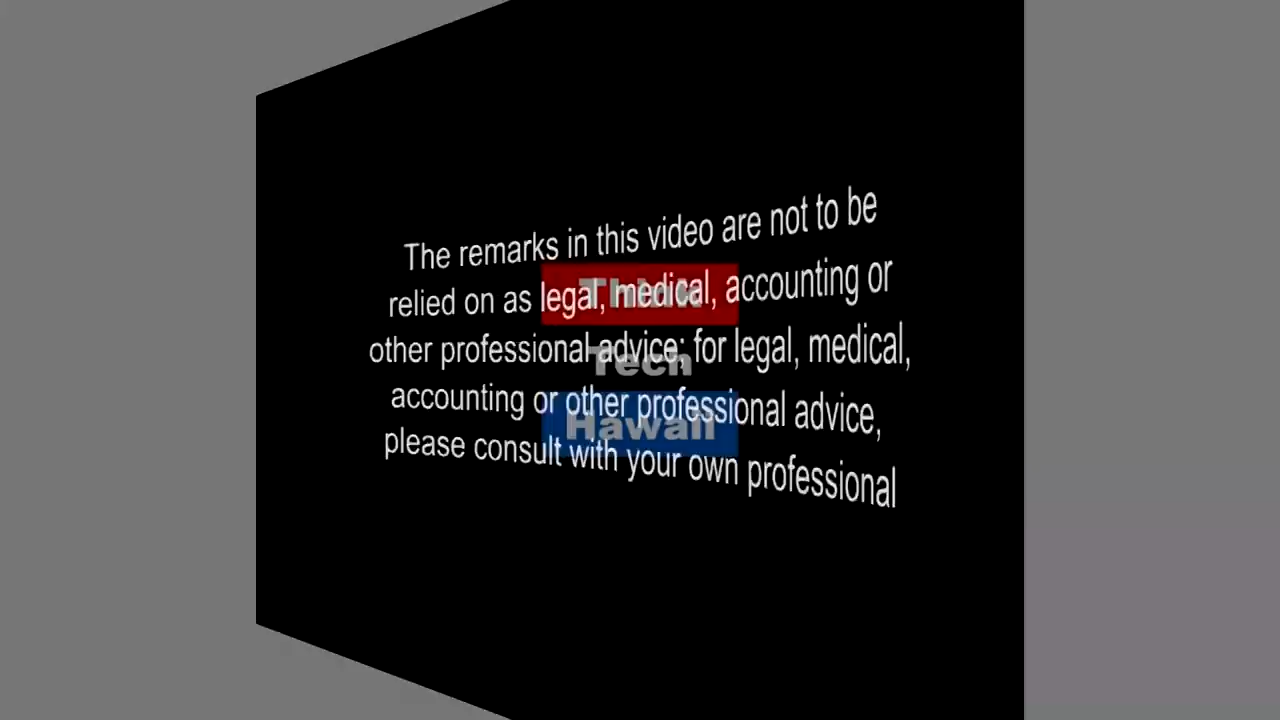 The remarks in this video are not to be
relied on as legal, medical, accounting or
other professional advice; for legal, medical,
accounting or other professional advice,
please consult with your own professional
Think
Tech
Hawaii